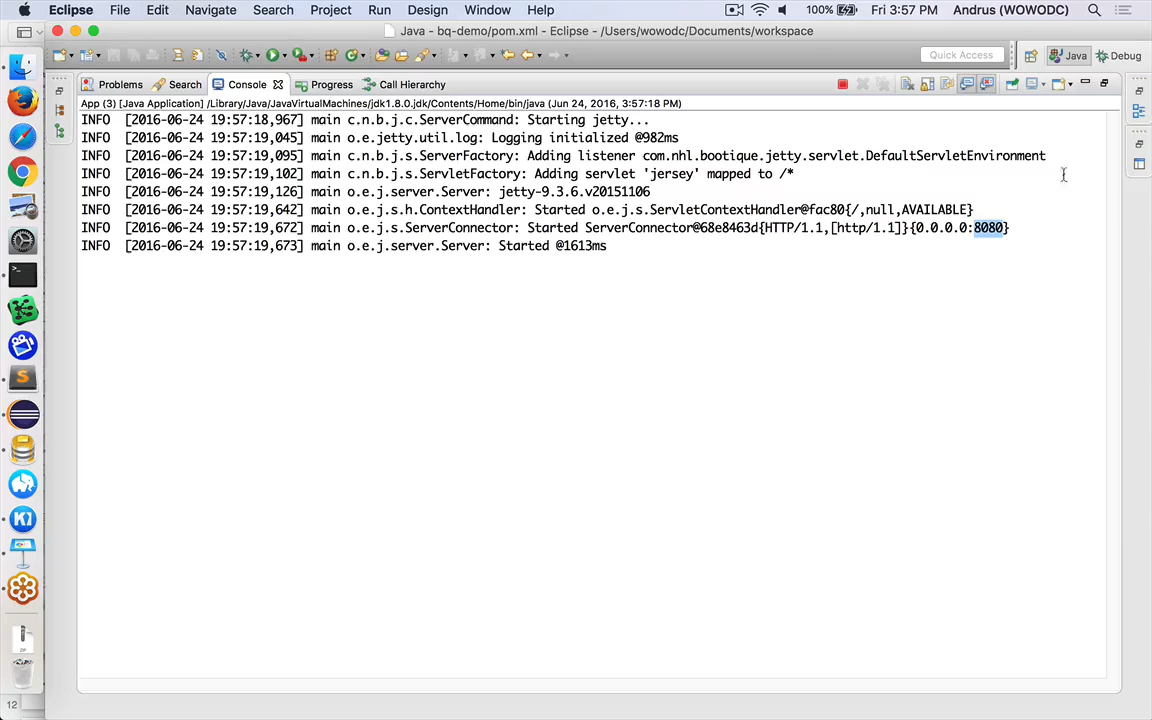 Eclipse File Edit Navigate Search Project Run Design Window Help 100% Fri 3:57 PM Andrus (WOWODC)
Java - bq-demo/pom.xml - Eclipse - /Users/wowodc/Documents/workspace
Quick Access Java Debug
Problems Search Console Progress Call Hierarchy
App (3) [Java Application] /Library/Java/JavaVirtualMachines/jdk1.8.0.jdk/Contents/Home/bin/java (Jun 24, 2016, 3:57:18 PM)
INFO [2016-06-24 19:57:18,967] main c.n.b.j.c.ServerCommand: Starting jetty...
INFO [2016-06-24 19:57:19,045] main o.e.jetty.util.log: Logging initialized @982ms
INFO [2016-06-24 19:57:19,095] main c.n.b.j.s.ServerFactory: Adding listener com.nhl.bootique.jetty.servlet.DefaultServletEnvironment
INFO [2016-06-24 19:57:19,102] main c.n.b.j.s.ServletFactory: Adding servlet 'jersey' mapped to /*
INFO [2016-06-24 19:57:19,126] main o.e.j.server.Server: jetty-9.3.6.v20151106
INFO [2016-06-24 19:57:19,642] main o.e.j.s.h.ContextHandler: Started o.e.j.s.ServletContextHandler@fac80{/,null,AVAILABLE}
INFO [2016-06-24 19:57:19,672] main o.e.j.s.ServerConnector: Started ServerConnector@68e8463d{HTTP/1.1,[http/1.1]}{0.0.0.0:8080}
INFO [2016-06-24 19:57:19,673] main o.e.j.server.Server: Started @1613ms
12